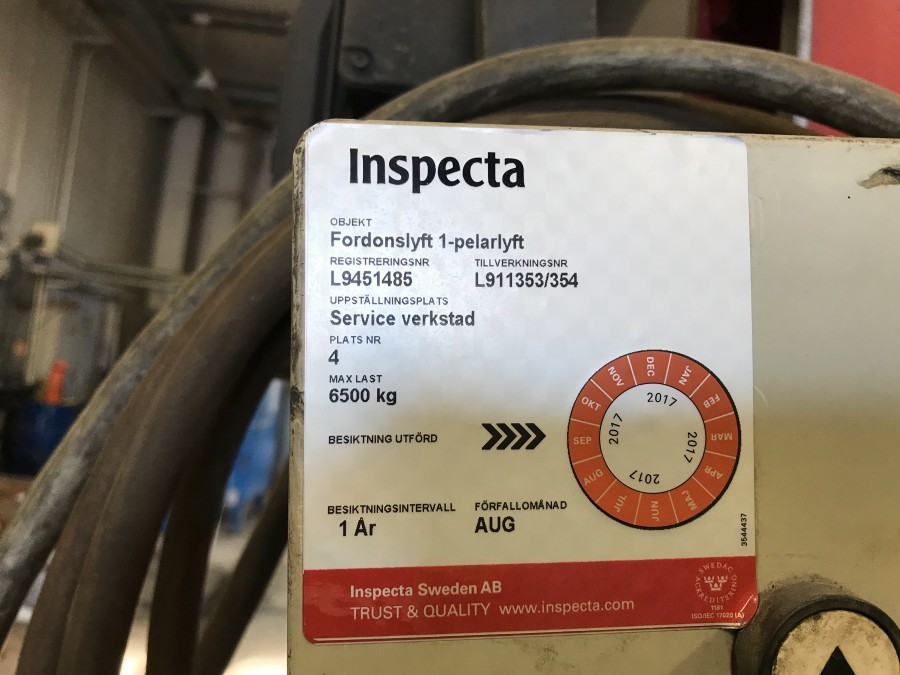 Inspecta
OBJEKT
Fordonslyft 1-pelarlyft
REGISTRERINGSNR TILLVERKNINGSNR
L9451485 L911353/354
UPPSTÄLLNINGSPLATS
Service verkstad
PLATS NR
4
MAX LAST
6500 kg
BESIKTNING UTFÖRD
DEC JAN FEB MAR APR MAJ JUN JUL AUG SEP OKT NOV
2017 2017 2017 2017
BESIKTNINGSINTERVALL FÖRFALLOMÅNAD
1 År AUG
3544437
Inspecta Sweden AB
TRUST & QUALITY www.inspecta.com
SWEDAC
ACKREDITERING
1181
ISO/IEC 17020 (A)